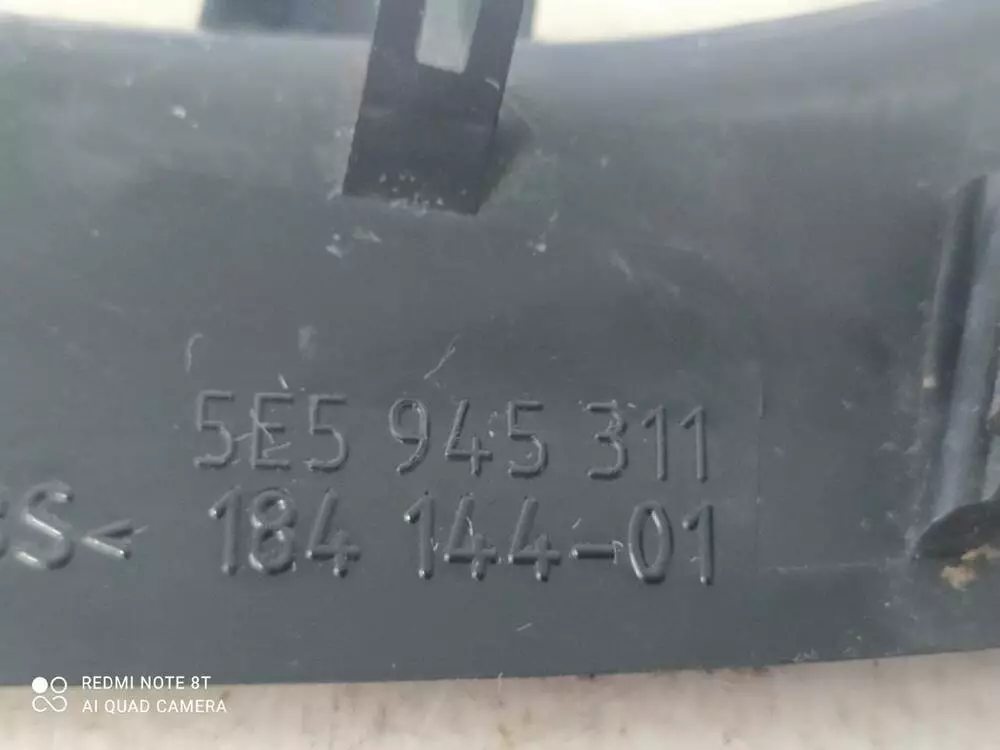 5E5 945 311
S< 184 144-01
REDMI NOTE 8T
AI QUAD CAMERA